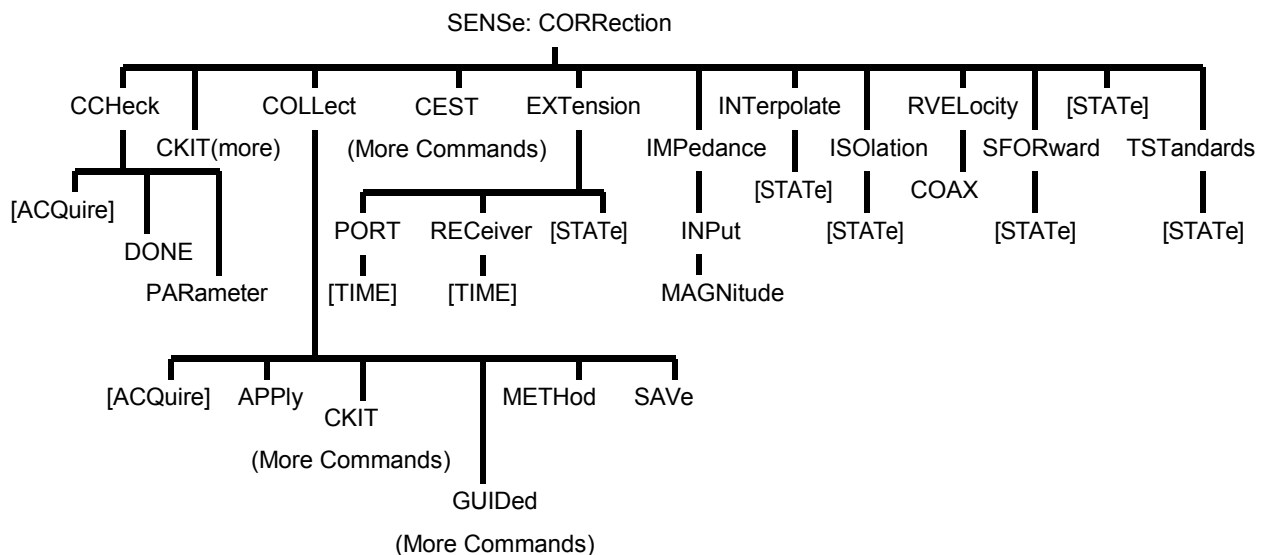 SENSe: CORRection
CCHeck COLLect CEST EXTension INTerpolate RVELocity [STATe]
CKIT(more) (More Commands) IMPedance ISOlation SFORward TSTandards
[ACQuire] [STATe] COAX
DONE PORT RECeiver [STATe] INPut [STATe] [STATe] [STATe]
PARameter [TIME] [TIME] MAGNitude
[ACQuire] APPly METHod SAVe
CKIT
(More Commands)
GUIDed
(More Commands)